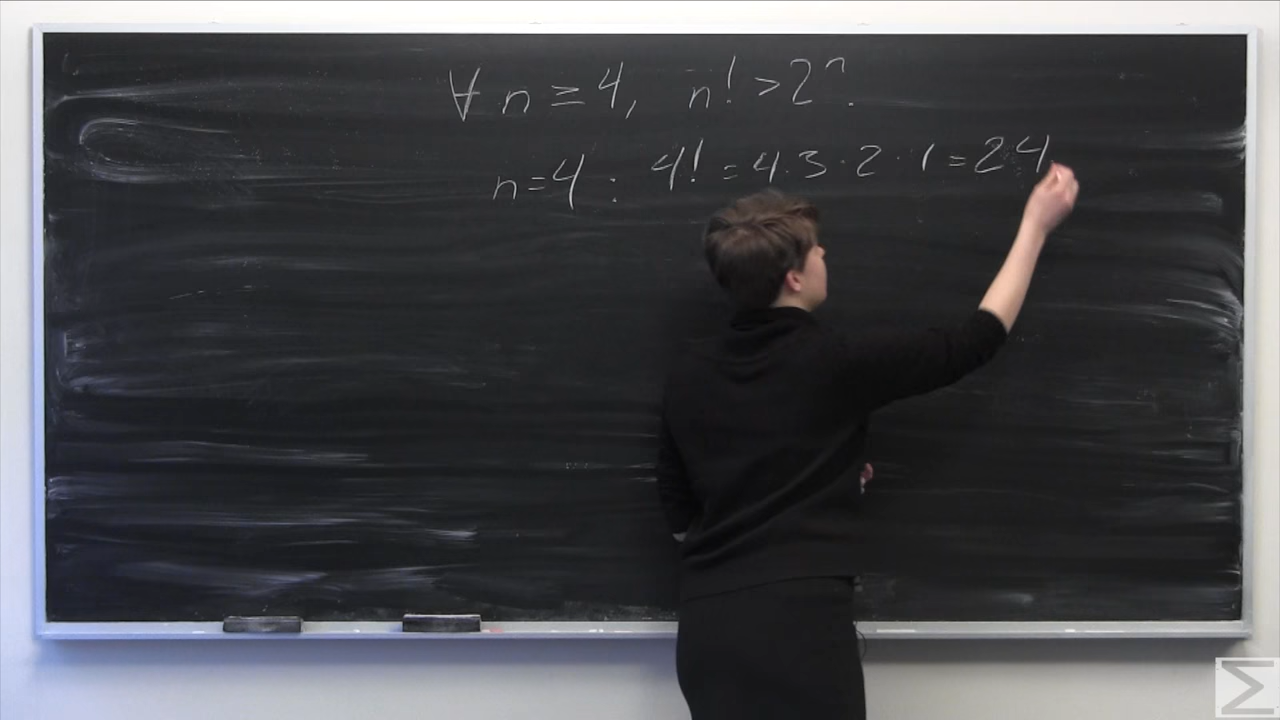 ∀ n ≥ 4, n! > 2ⁿ.
n=4 : 4! = 4·3·2·1 = 24